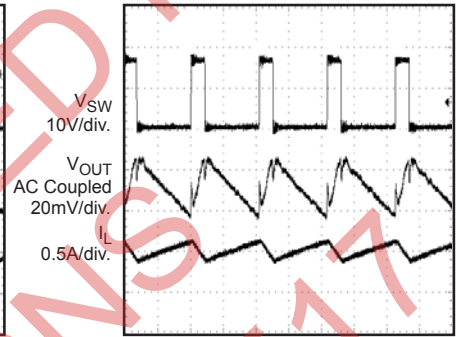 VSW
10V/div.
VOUT
AC Coupled
20mV/div.
IL
0.5A/div.